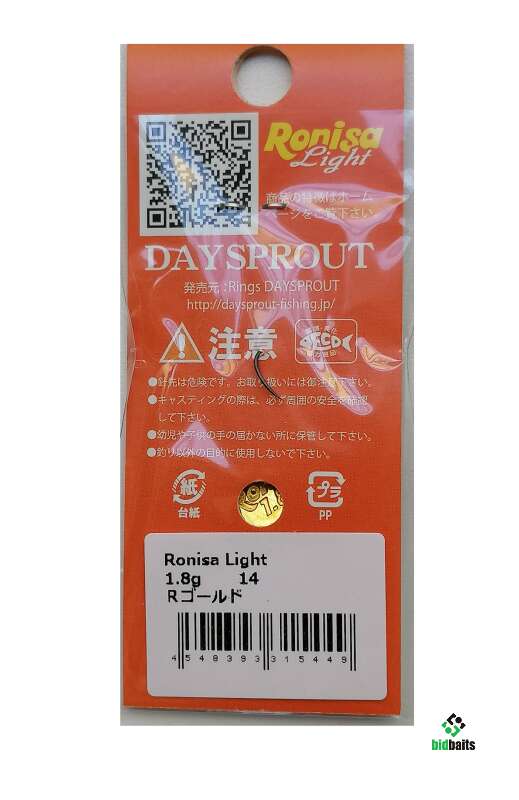 Ronisa
Light
商品の特徴はホーム
ページをご覧下さい
DAYSPROUT
発売元 :Rings DAYSPROUT
http://daysprout-fishing.jp/
注意
ECO
●針先は危険です。お取り扱いには御注意下さい。
●キャスティングの際は、必ず周囲の安全を確認
して下さい。
●幼児や子供の手の届かない所に保管して下さい。
●釣り以外の目的に使用しないで下さい。
紙
台紙
1.8
プラ
PP
Ronisa Light
1.8g 14
Rゴールド
4 548393 315449
bidbaits